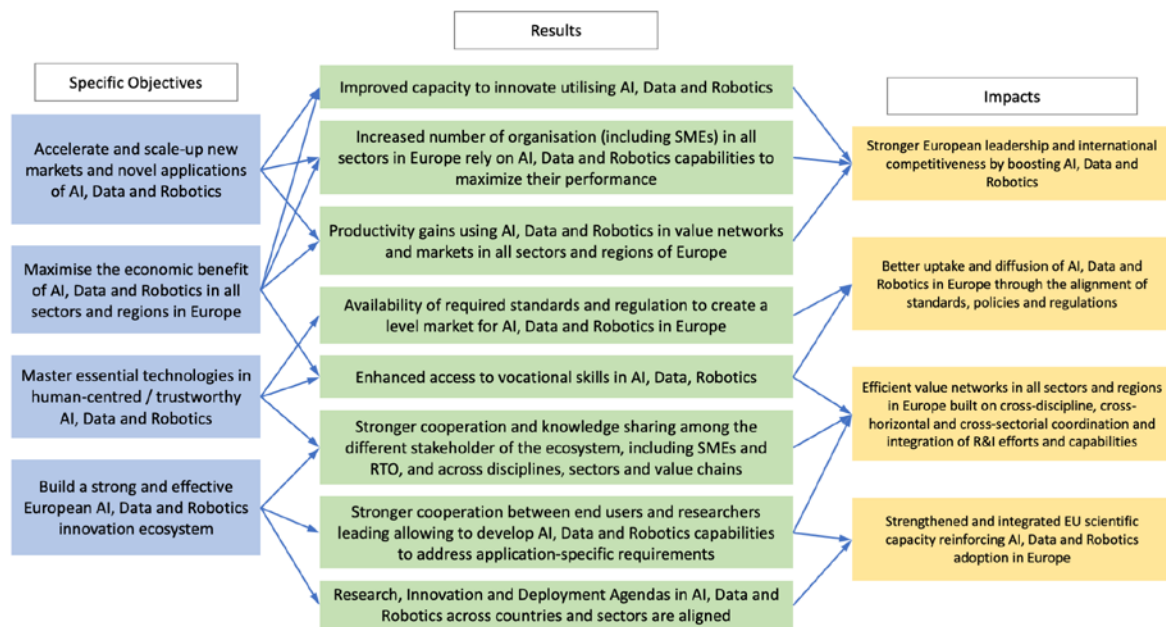 Results
Specific Objectives
Impacts
Accelerate and scale-up new
markets and novel applications
of AI, Data and Robotics
Maximise the economic benefit
of AI, Data and Robotics in all
sectors and regions in Europe
Master essential technologies in
human-centred / trustworthy
AI, Data and Robotics
Build a strong and effective
European AI, Data and Robotics
innovation ecosystem
Improved capacity to innovate utilising AI, Data and Robotics
Increased number of organisation (including SMEs) in all
sectors in Europe rely on AI, Data and Robotics capabilities to
maximize their performance
Productivity gains using AI, Data and Robotics in value networks
and markets in all sectors and regions of Europe
Availability of required standards and regulation to create a
level market for AI, Data and Robotics in Europe
Enhanced access to vocational skills in AI, Data, Robotics
Stronger cooperation and knowledge sharing among the
different stakeholder of the ecosystem, including SMEs and
RTO, and across disciplines, sectors and value chains
Stronger cooperation between end users and researchers
leading allowing to develop AI, Data and Robotics capabilities
to address application-specific requirements
Research, Innovation and Deployment Agendas in AI, Data and
Robotics across countries and sectors are aligned
Stronger European leadership and international
competitiveness by boosting AI, Data and
Robotics
Better uptake and diffusion of AI, Data and
Robotics in Europe through the alignment of
standards, policies and regulations
Efficient value networks in all sectors and regions
in Europe built on cross-discipline, cross-
horizontal and cross-sectorial coordination and
integration of R&I efforts and capabilities
Strengthened and integrated EU scientific
capacity reinforcing AI, Data and Robotics
adoption in Europe